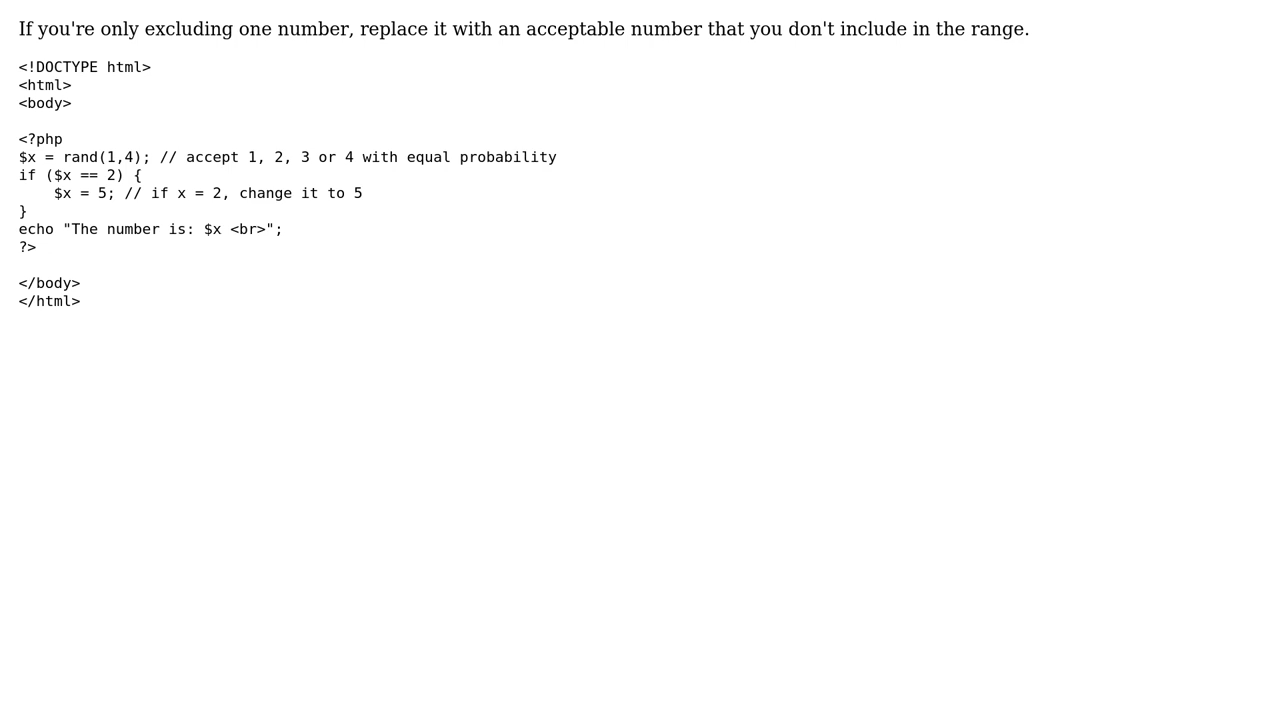 If you're only excluding one number, replace it with an acceptable number that you don't include in the range.
<!DOCTYPE html>
<html>
<body>

<?php
$x = rand(1,4); // accept 1, 2, 3 or 4 with equal probability
if ($x == 2) {
    $x = 5; // if x = 2, change it to 5
}
echo "The number is: $x <br>";
?>

</body>
</html>